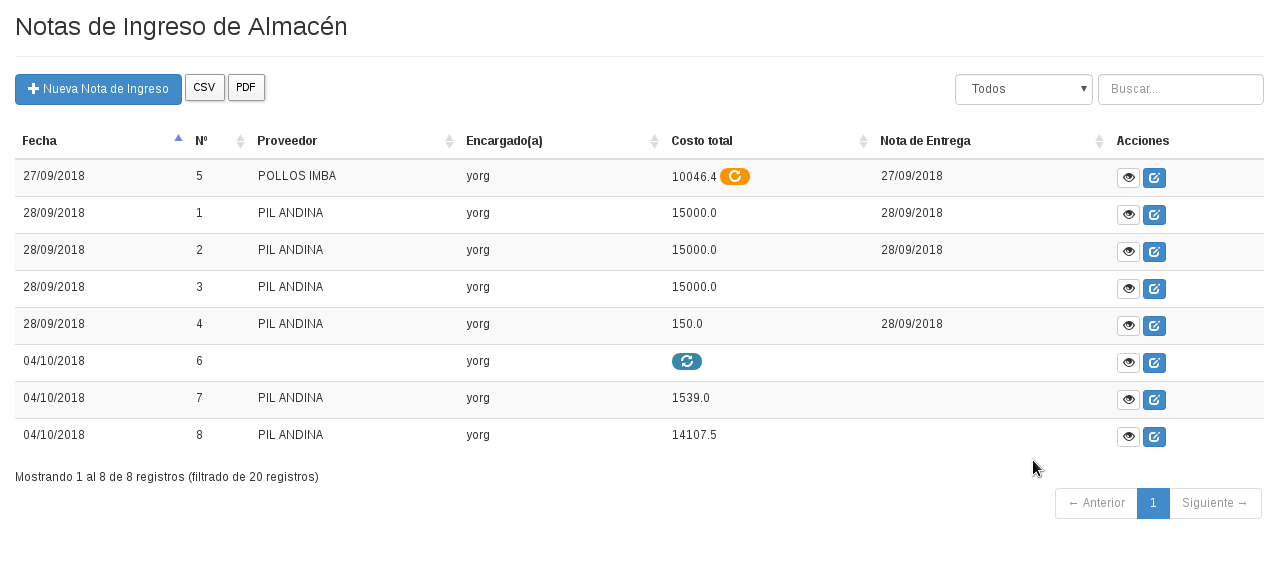 Notas de Ingreso de Almacén
Nueva Nota de Ingreso CSV PDF Todos Buscar...
Fecha Nº Proveedor Encargado(a) Costo total Nota de Entrega Acciones
27/09/2018 5 POLLOS IMBA yorg 10046.4 27/09/2018
28/09/2018 1 PIL ANDINA yorg 15000.0 28/09/2018
28/09/2018 2 PIL ANDINA yorg 15000.0 28/09/2018
28/09/2018 3 PIL ANDINA yorg 15000.0
28/09/2018 4 PIL ANDINA yorg 150.0 28/09/2018
04/10/2018 6 yorg
04/10/2018 7 PIL ANDINA yorg 1539.0
04/10/2018 8 PIL ANDINA yorg 14107.5
Mostrando 1 al 8 de 8 registros (filtrado de 20 registros)
← Anterior 1 Siguiente →